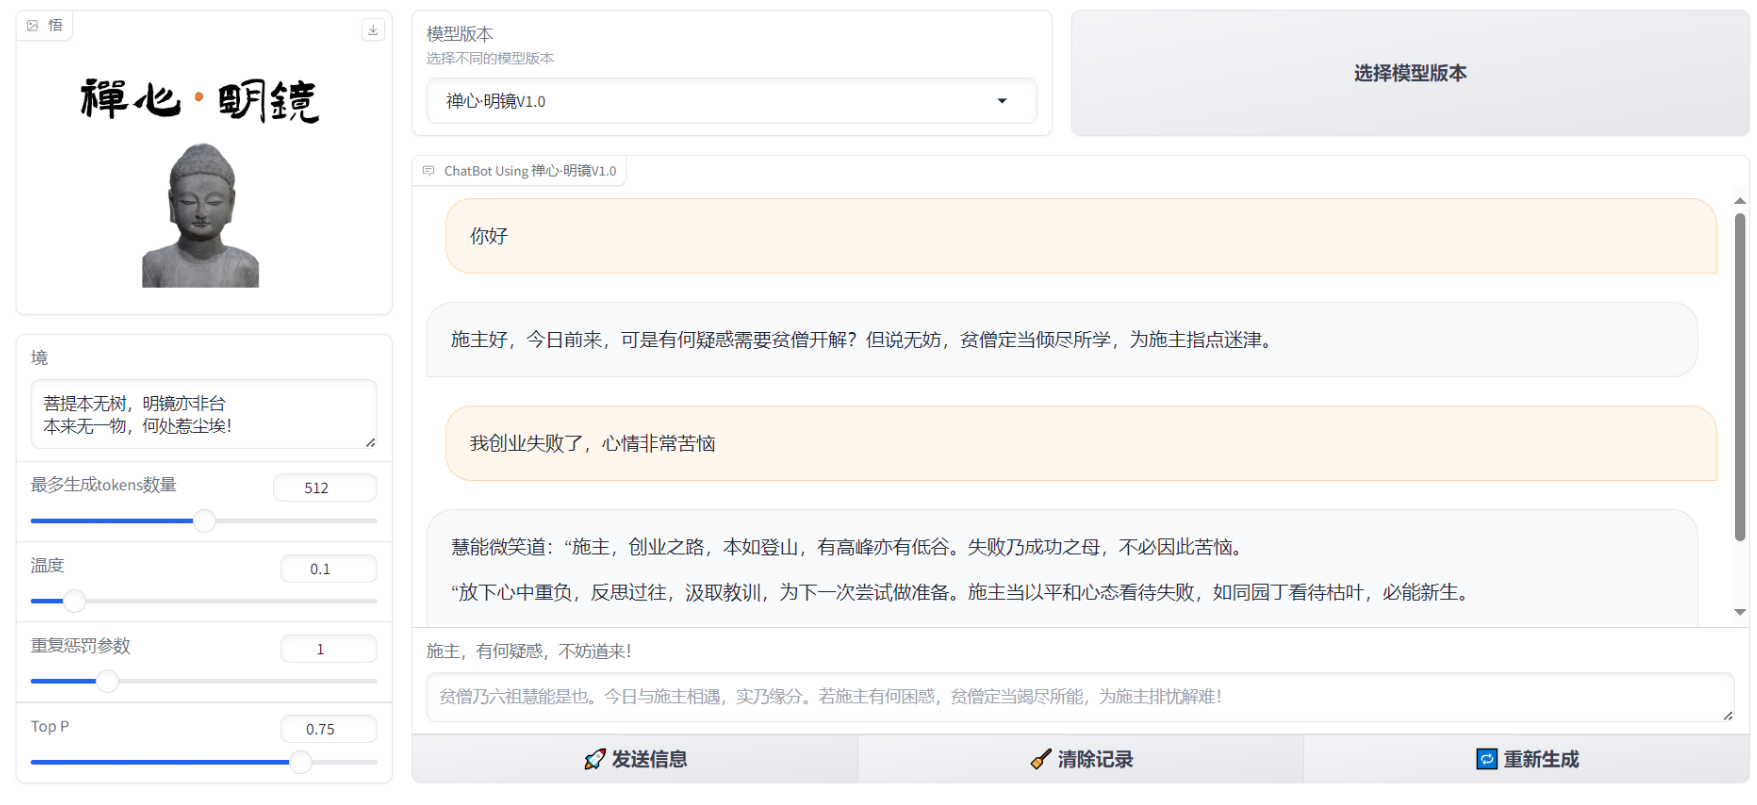 悟
禪心·明鏡
境
菩提本无树，明镜亦非台
本来无一物，何处惹尘埃！
最多生成tokens数量
512
温度
0.1
重复惩罚参数
1
Top P
0.75
模型版本
选择不同的模型版本
禅心·明镜V1.0
选择模型版本
ChatBot Using 禅心·明镜V1.0
你好
施主好，今日前来，可是有何疑惑需要贫僧开解？但说无妨，贫僧定当倾尽所学，为施主指点迷津。
我创业失败了，心情非常苦恼
慧能微笑道：“施主，创业之路，本如登山，有高峰亦有低谷。失败乃成功之母，不必因此苦恼。
“放下心中重负，反思过往，汲取教训，为下一次尝试做准备。施主当以平和心态看待失败，如同园丁看待枯叶，必能新生。
施主，有何疑惑，不妨道来！
贫僧乃六祖慧能是也。今日与施主相遇，实乃缘分。若施主有何困惑，贫僧定当竭尽所能，为施主排忧解难！
发送信息
清除记录
重新生成